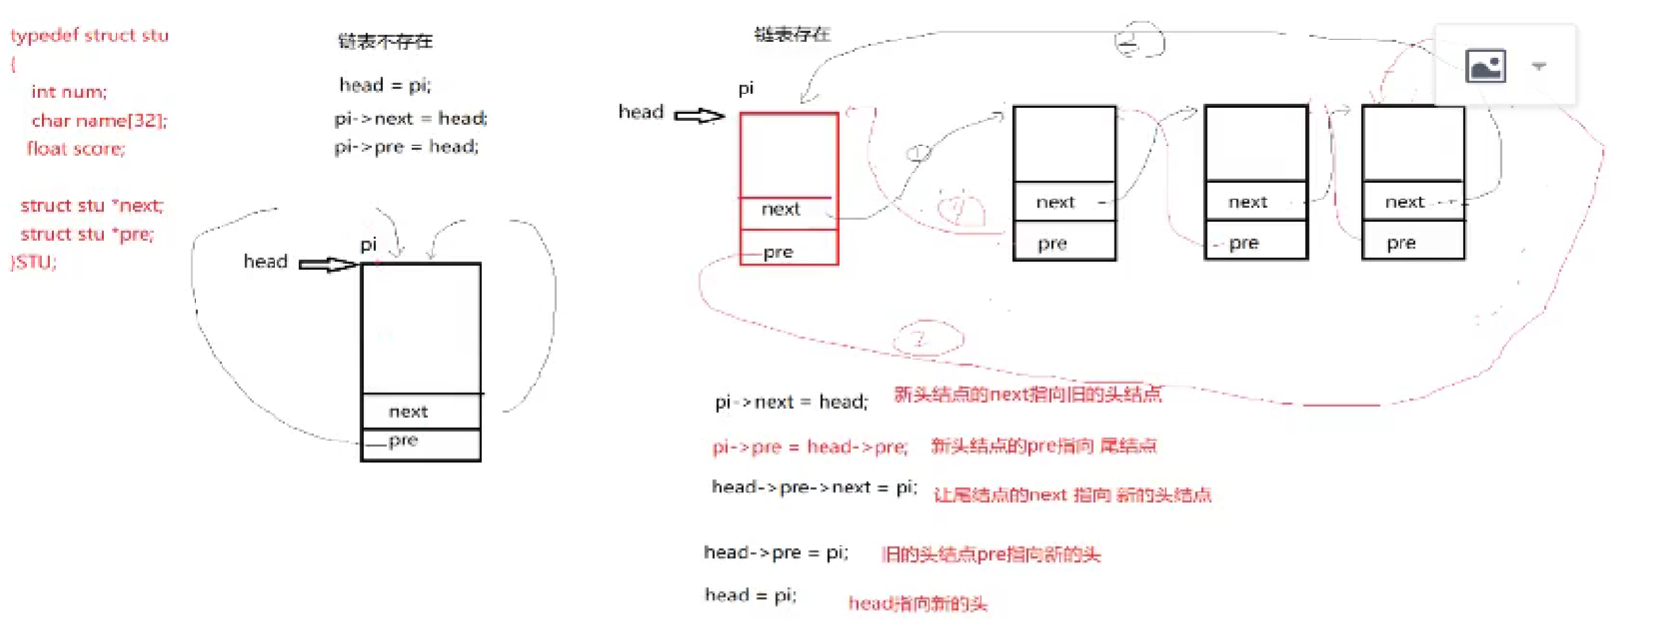 typedef struct stu
{
int num;
char name[32];
float score;
struct stu *next;
struct stu *pre;
}STU;
链表不存在
head = pi;
pi->next = head;
pi->pre = head;
pi
head
next
pre
链表存在
pi
head
next
pre
next
pre
next
pre
next
pre
①
②
pi->next = head; 新头结点的next指向旧的头结点
pi->pre = head->pre; 新头结点的pre指向 尾结点
head->pre->next = pi; 让尾结点的next 指向 新的头结点
head->pre = pi; 旧的头结点pre指向新的头
head = pi; head指向新的头